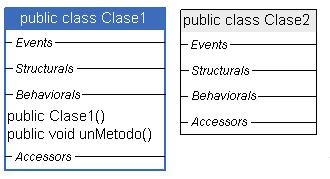 public class Clase1
Events
Structurals
Behaviorals
public Clase1()
public void unMetodo()
Accessors
public class Clase2
Events
Structurals
Behaviorals
Accessors